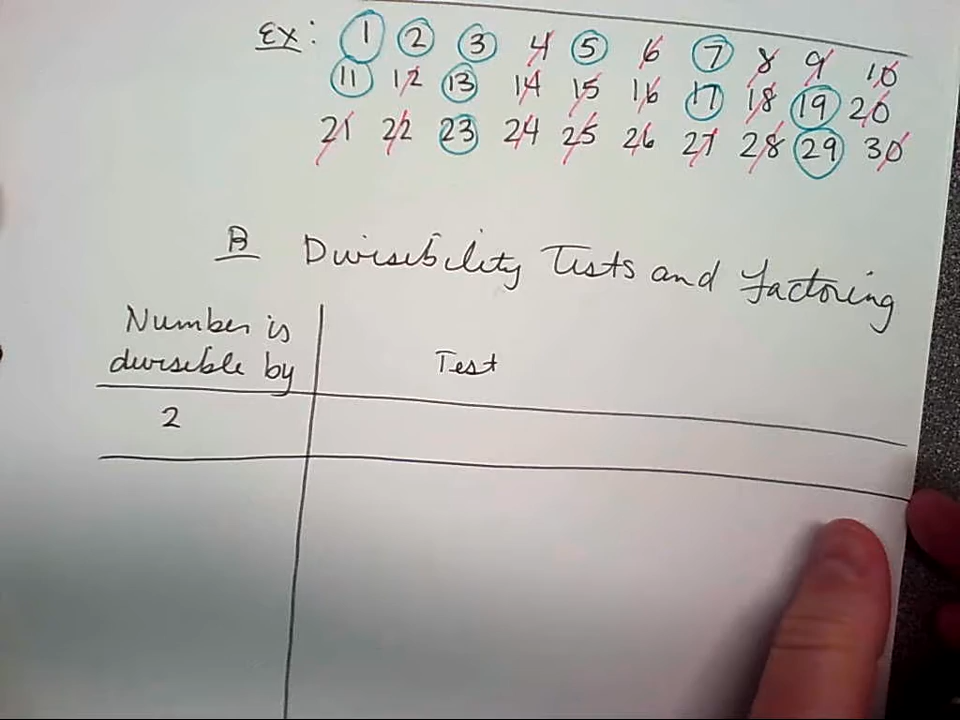 Ex: 1 2 3 4 5 6 7 8 9 10
11 12 13 14 15 16 17 18 19 20
21 22 23 24 25 26 27 28 29 30
B Divisibility Tests and Factoring
Number is
divisible by
Test
2